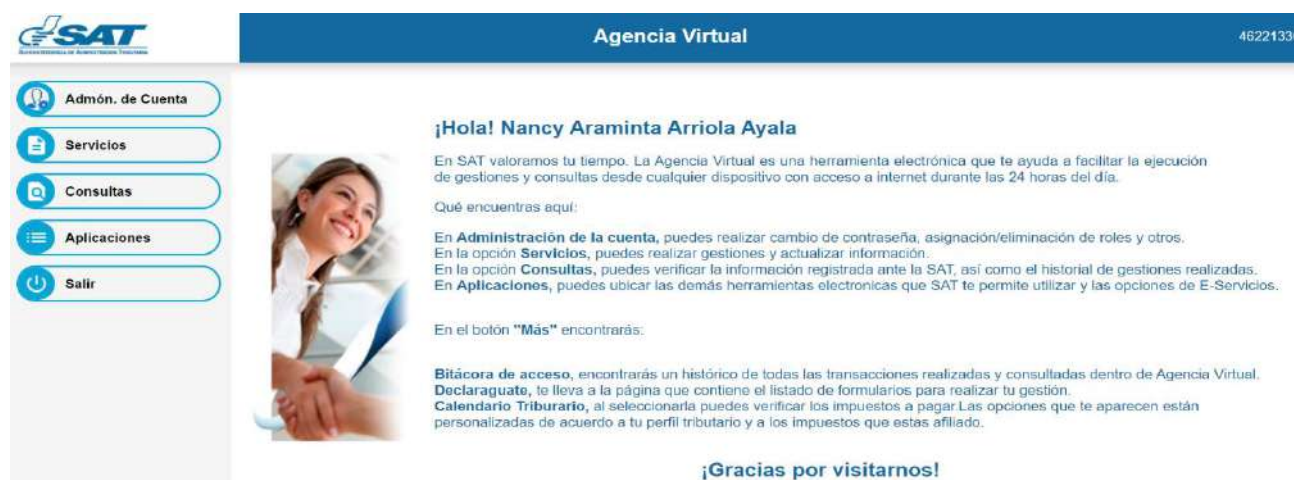 SAT
SUPERINTENDENCIA DE ADMINISTRACIÓN TRIBUTARIA
Agencia Virtual
4622133
Admón. de Cuenta
Servicios
Consultas
Aplicaciones
Salir
¡Hola! Nancy Araminta Arriola Ayala
En SAT valoramos tu tiempo. La Agencia Virtual es una herramienta electrónica que te ayuda a facilitar la ejecución
de gestiones y consultas desde cualquier dispositivo con acceso a internet durante las 24 horas del día.
Qué encuentras aquí:
En Administración de la cuenta, puedes realizar cambio de contraseña, asignación/eliminación de roles y otros.
En la opción Servicios, puedes realizar gestiones y actualizar información.
En la opción Consultas, puedes verificar la información registrada ante la SAT, así como el historial de gestiones realizadas.
En Aplicaciones, puedes ubicar las demás herramientas electronicas que SAT te permite utilizar y las opciones de E-Servicios.
En el botón "Más" encontrarás:
Bitácora de acceso, encontrarás un histórico de todas las transacciones realizadas y consultadas dentro de Agencia Virtual.
Declaraguate, te lleva a la página que contiene el listado de formularios para realizar tu gestión.
Calendario Triburario, al seleccionarla puedes verificar los impuestos a pagar.Las opciones que te aparecen están
personalizadas de acuerdo a tu perfil tributario y a los impuestos que estas afiliado.
¡Gracias por visitarnos!